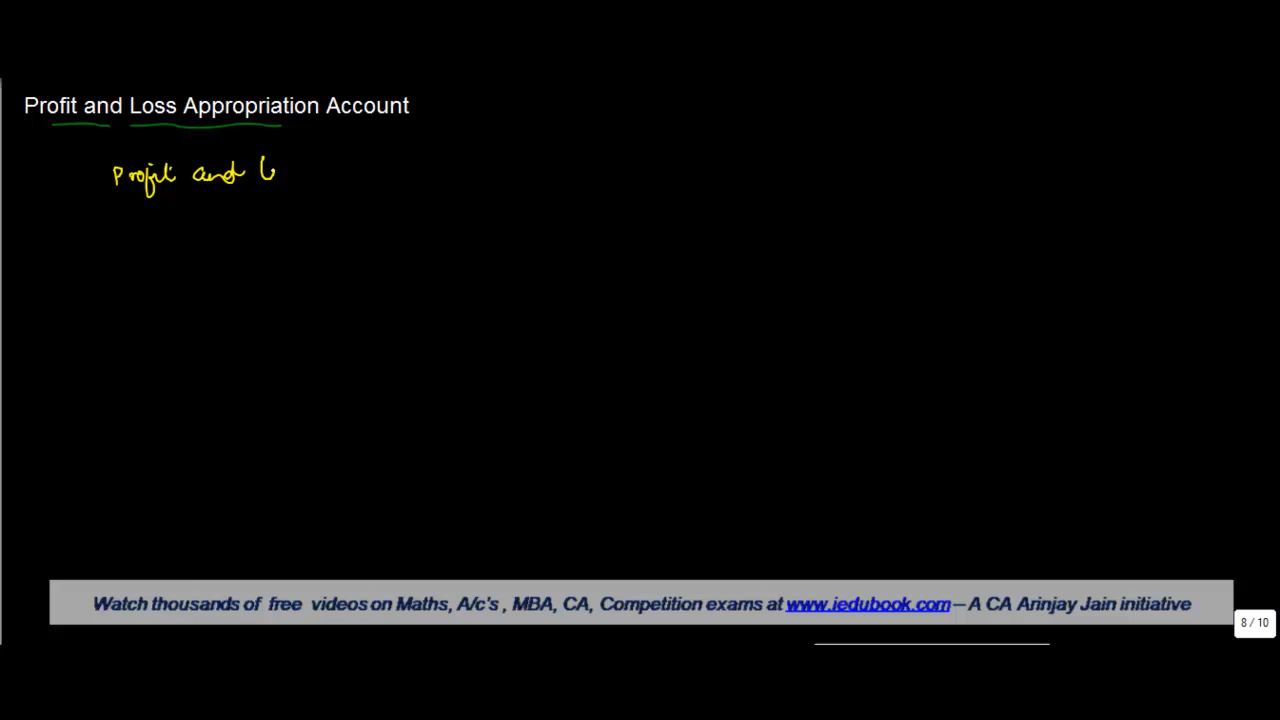 Profit and Loss Appropriation Account
Profit and
Watch thousands of free videos on Maths, A/c's , MBA, CA, Competition exams at www.iedubook.com – A CA Arinjay Jain initiative
8 / 10